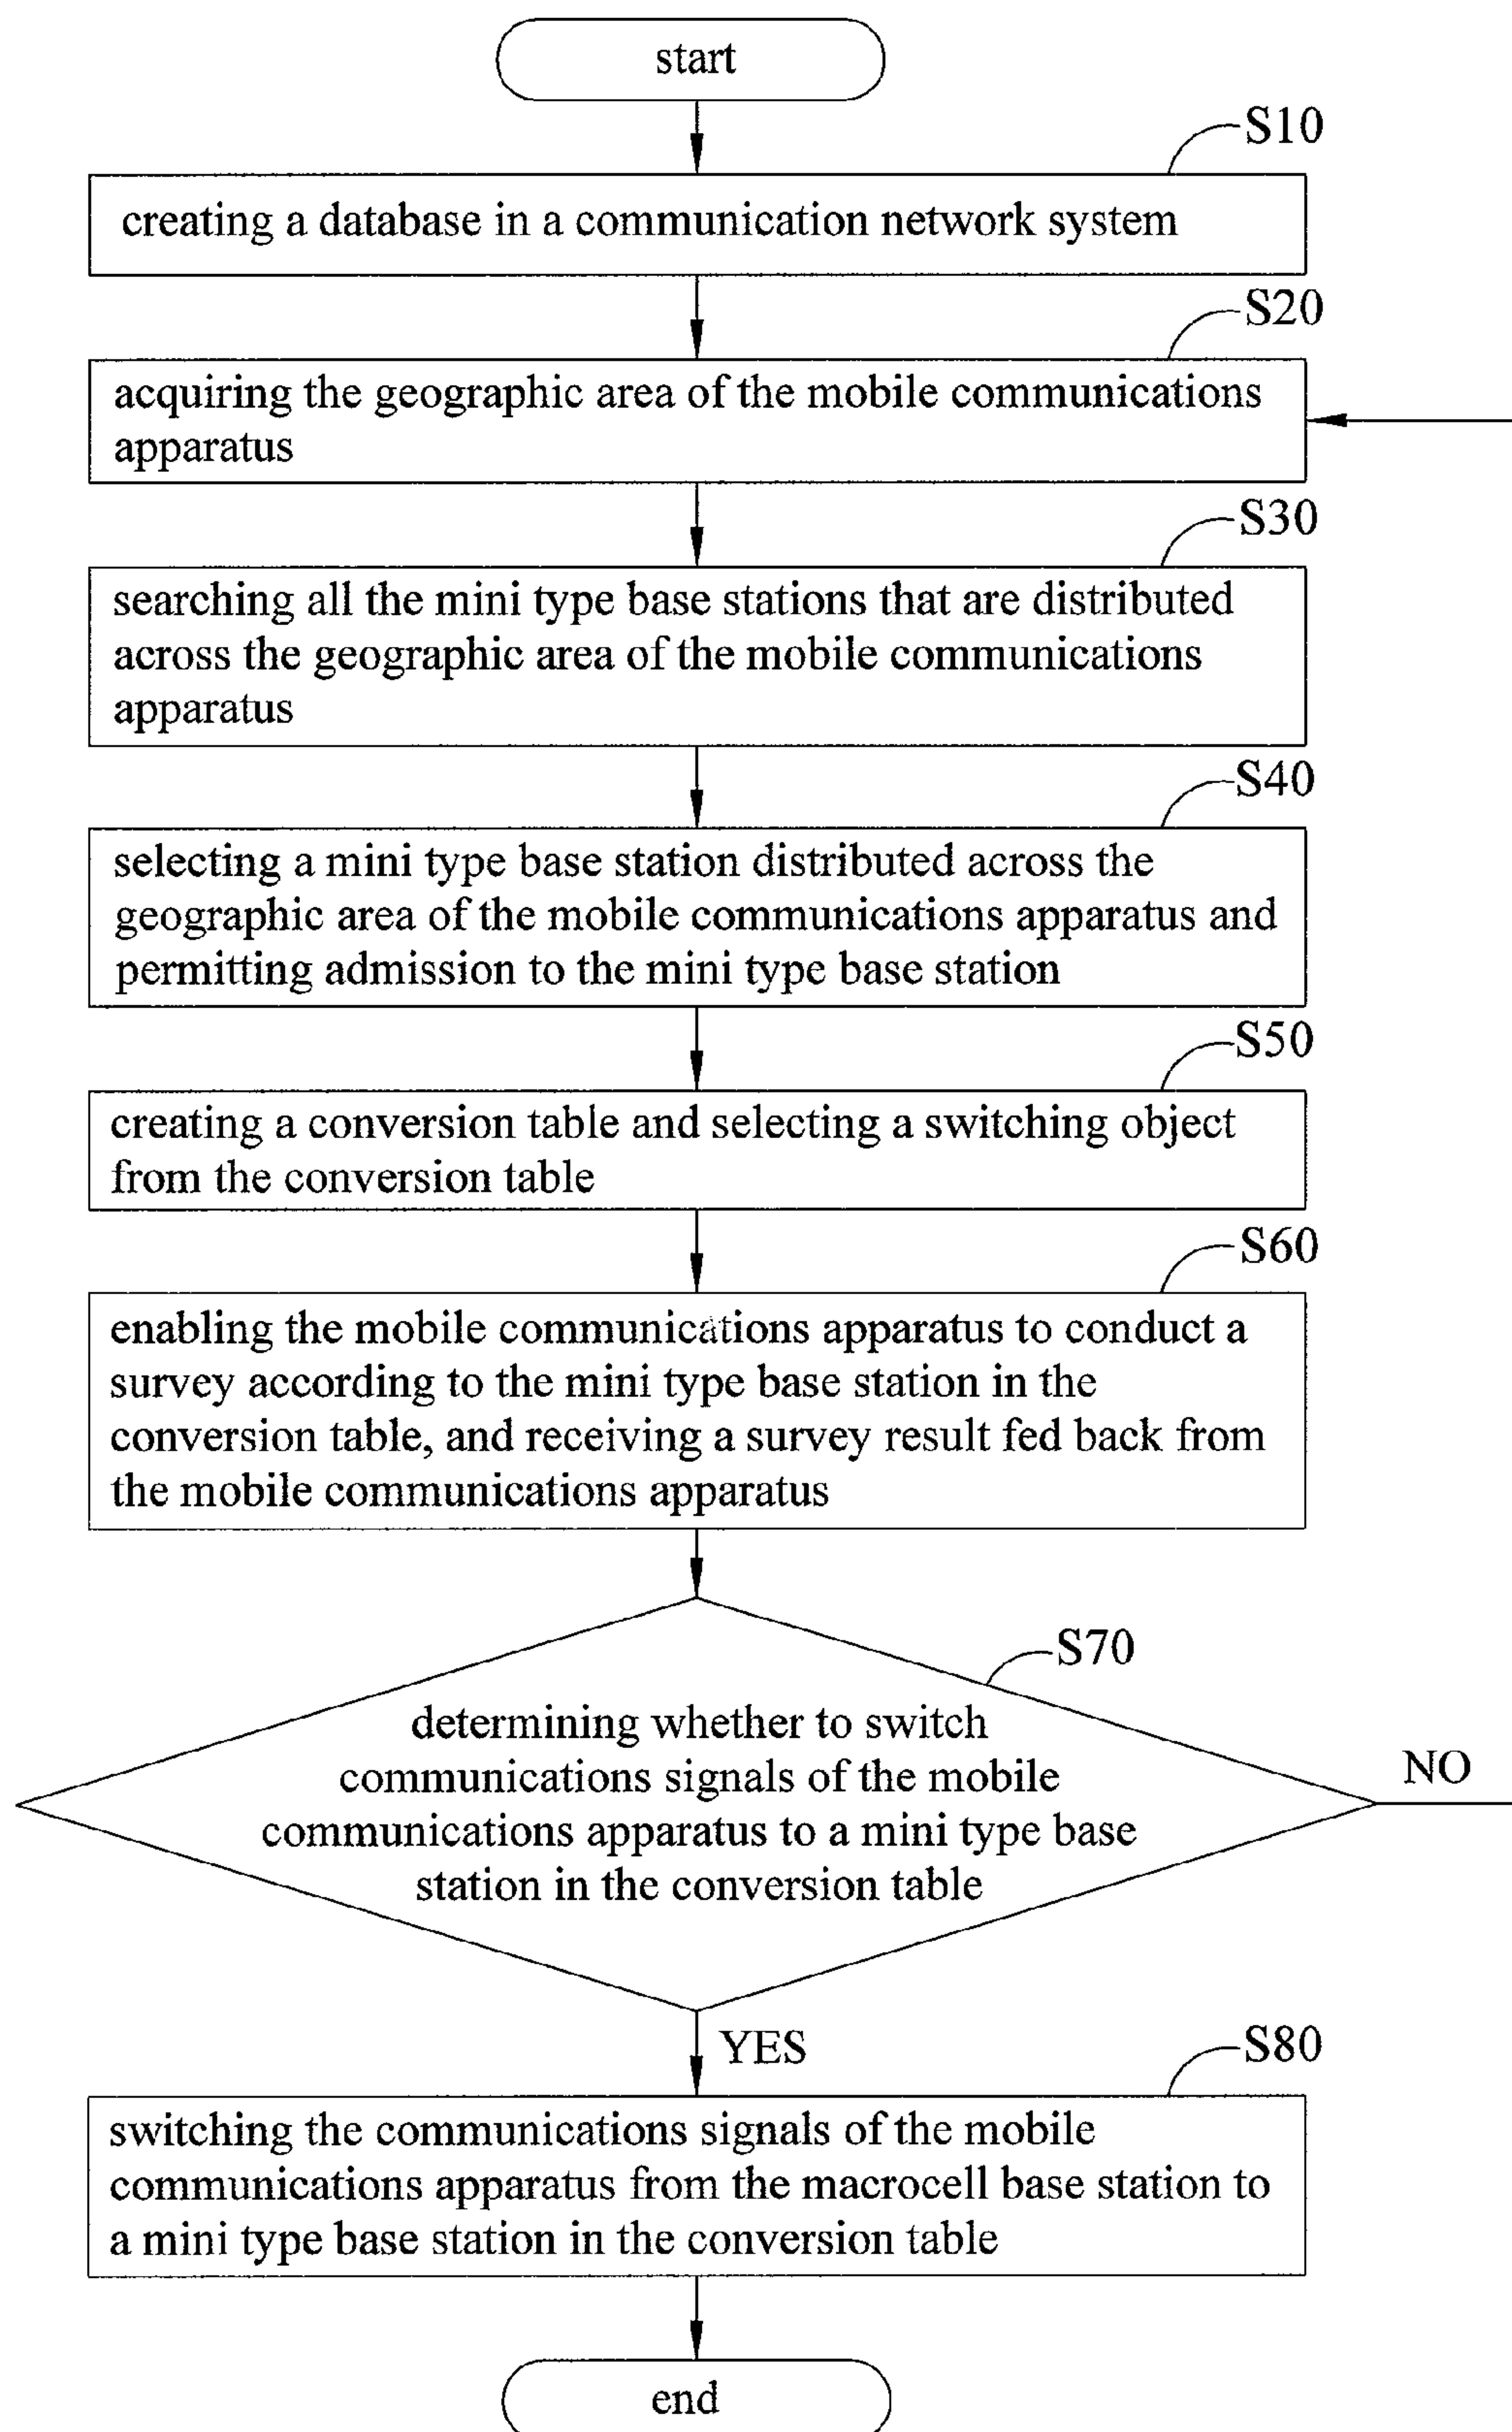 start
S10
creating a database in a communication network system
S20
acquiring the geographic area of the mobile communications
apparatus
S30
searching all the mini type base stations that are distributed
across the geographic area of the mobile communications
apparatus
S40
selecting a mini type base station distributed across the
geographic area of the mobile communications apparatus and
permitting admission to the mini type base station
S50
creating a conversion table and selecting a switching object
from the conversion table
S60
enabling the mobile communications apparatus to conduct a
survey according to the mini type base station in the
conversion table, and receiving a survey result fed back from
the mobile communications apparatus
S70
determining whether to switch
communications signals of the mobile
communications apparatus to a mini type base
station in the conversion table
NO
YES
S80
switching the communications signals of the mobile
communications apparatus from the macrocell base station to
a mini type base station in the conversion table
end